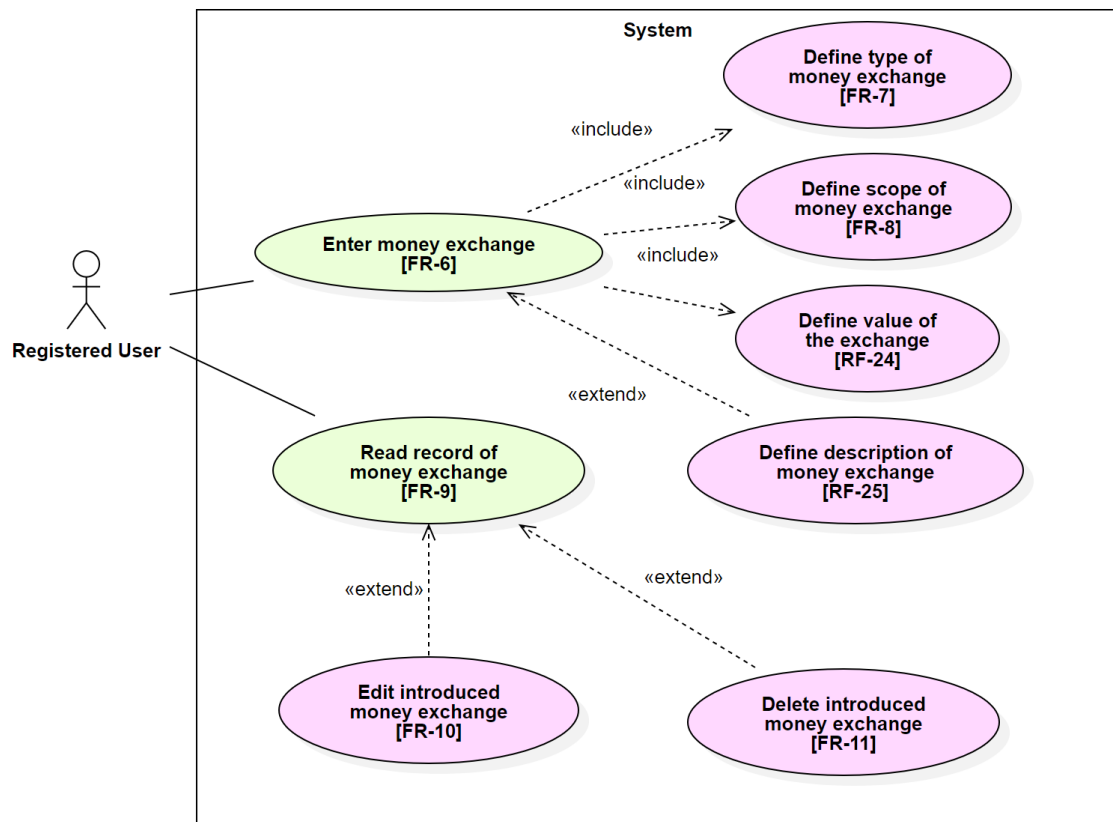 System
Define type of
money exchange
[FR-7]
«include»
«include»
Define scope of
money exchange
[FR-8]
Enter money exchange
[FR-6]
«include»
Define value of
the exchange
[RF-24]
Registered User
«extend»
Read record of
money exchange
[FR-9]
Define description of
money exchange
[RF-25]
«extend»
«extend»
Edit introduced
money exchange
[FR-10]
Delete introduced
money exchange
[FR-11]